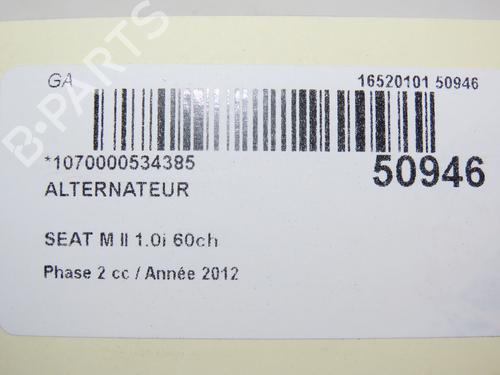 GA
16520101 50946
*1070000534385
50946
ALTERNATEUR
SEAT M II 1.0i 60ch
Phase 2 cc / Année 2012
B-PARTS